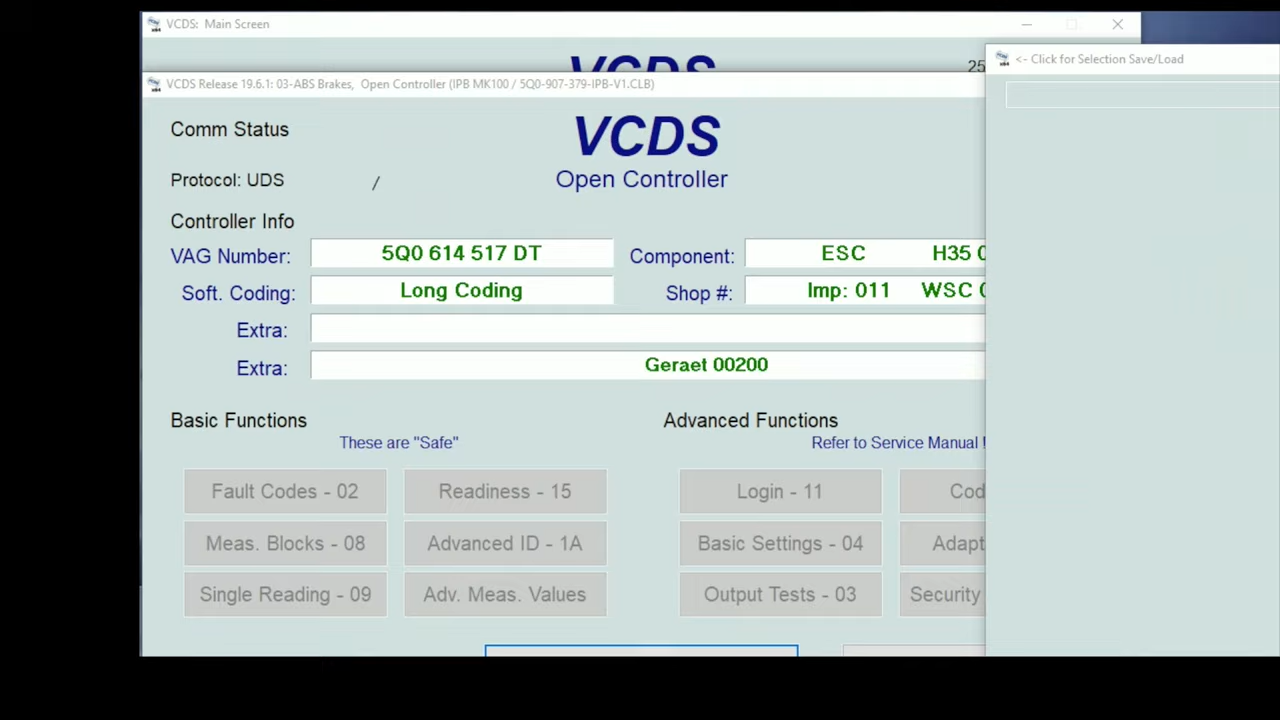 VCDS: Main Screen
<- Click for Selection Save/Load
VCDS Release 19.6.1: 03-ABS Brakes, Open Controller (IPB MK100 / 5Q0-907-379-IPB-V1.CLB)
Comm Status
VCDS
Protocol: UDS
/
Open Controller
Controller Info
VAG Number:
5Q0 614 517 DT
Component:
ESC H35
Soft. Coding:
Long Coding
Shop #:
Imp: 011 WSC
Extra:
Extra:
Geraet 00200
Basic Functions
These are "Safe"
Advanced Functions
Refer to Service Manual !
Fault Codes - 02
Readiness - 15
Login - 11
Cod
Meas. Blocks - 08
Advanced ID - 1A
Basic Settings - 04
Adapt
Single Reading - 09
Adv. Meas. Values
Output Tests - 03
Security